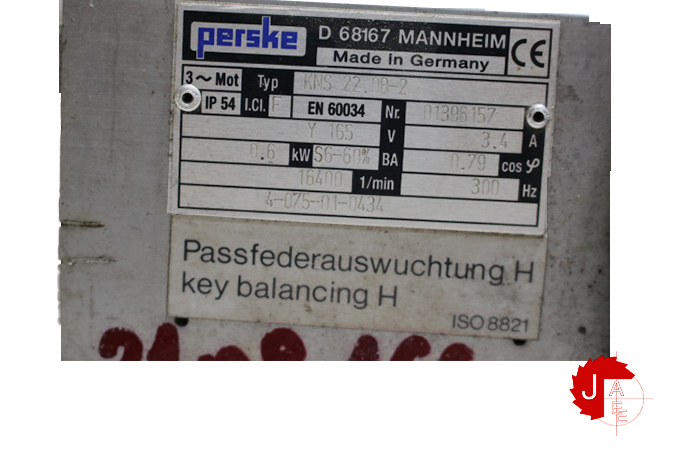 perske D 68167 MANNHEIM
Made in Germany CE
3~Mot Typ KNS 22.08-2
IP 54 I.Cl. F EN 60034 Nr. 01396157
Y 165 V 3.4 A
0.6 kW S6-60% BA 0.79 cos φ
16400 1/min 300 Hz
4-075-01-0434
Passfederauswuchtung H
key balancing H
ISO 8821
J
A
E
E